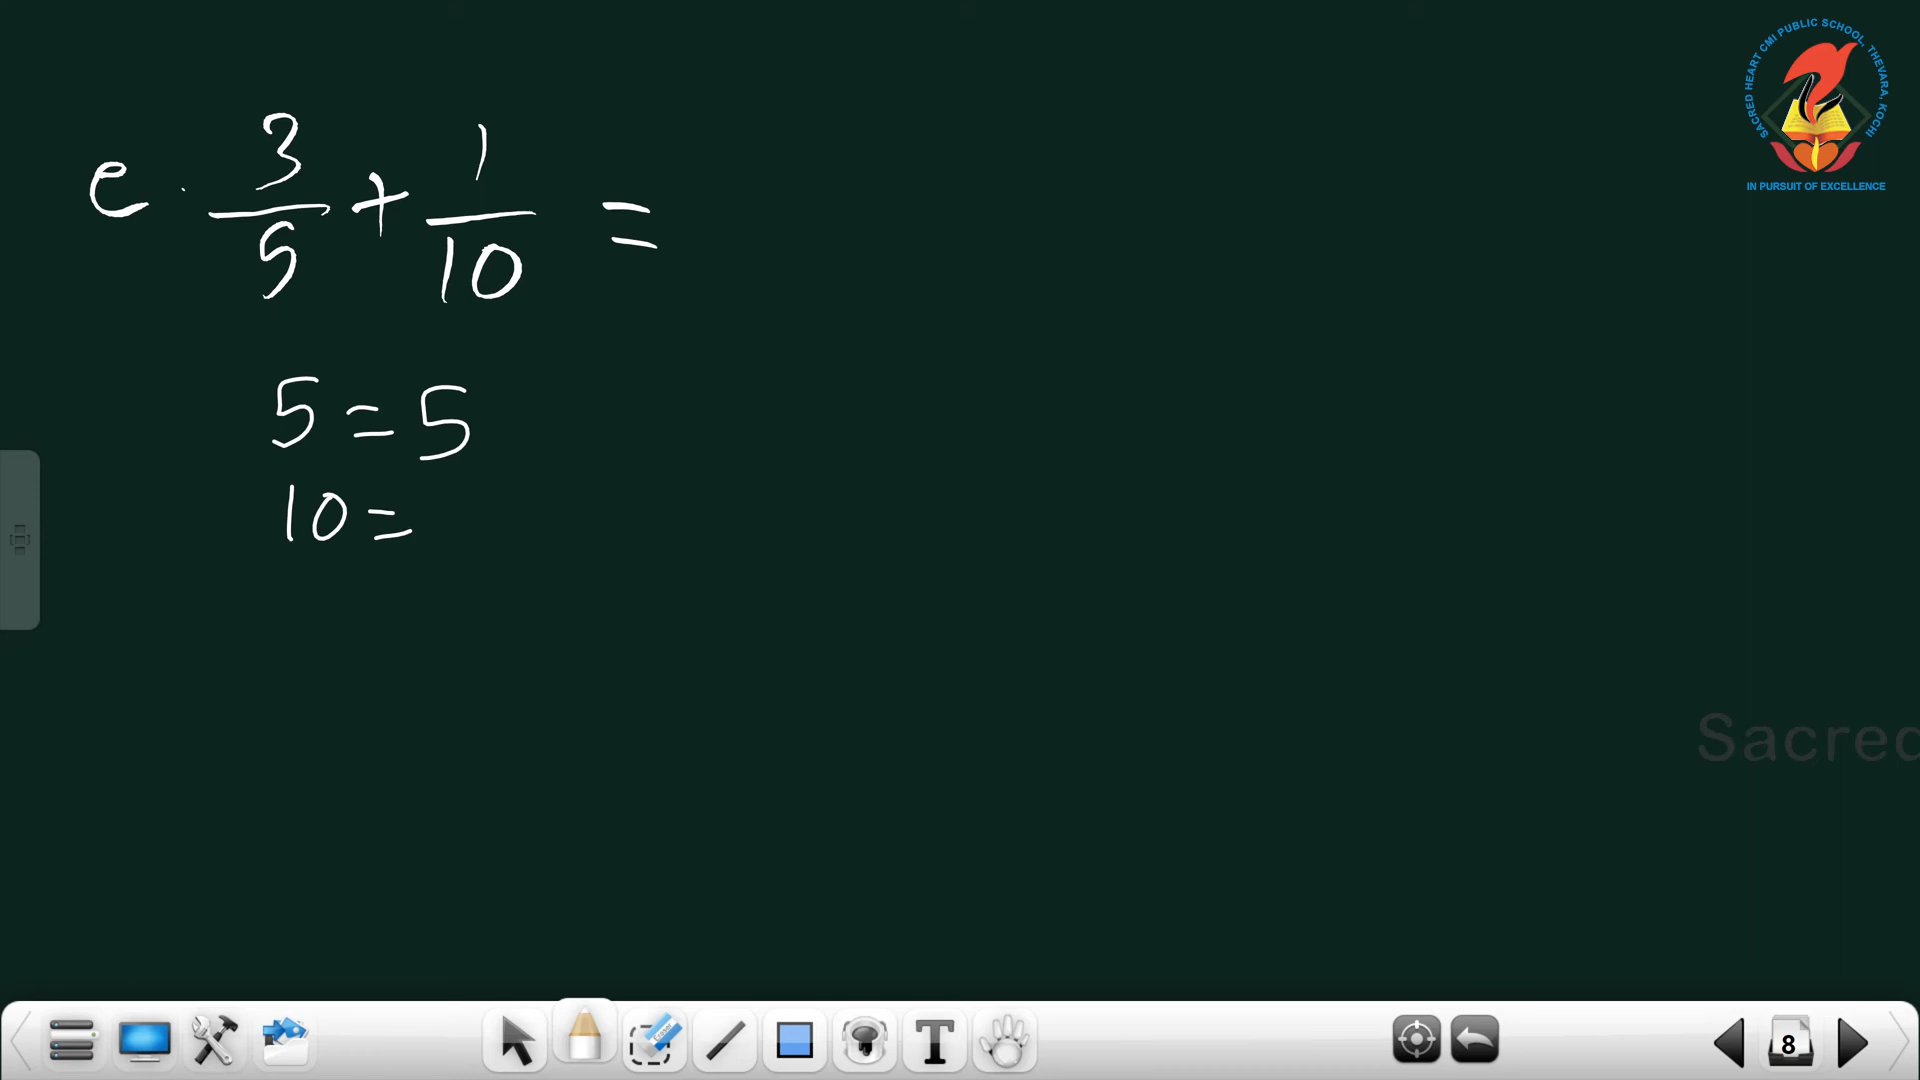 SACRED HEART CMI PUBLIC SCHOOL, THEVARA, KOCHI
IN PURSUIT OF EXCELLENCE
e. 3/5 + 1/10 =
5 = 5
10 =
Sacred
eraser
T
8